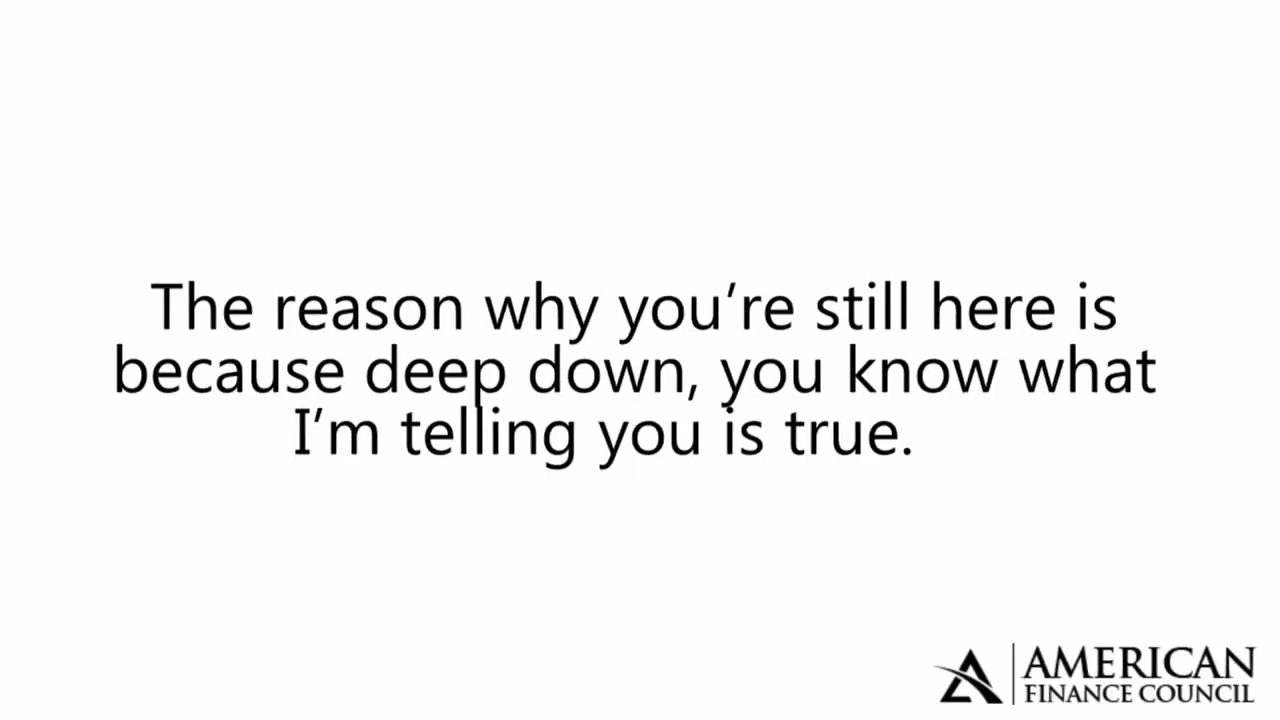 The reason why you’re still here is
because deep down, you know what
I’m telling you is true.
AMERICAN
FINANCE COUNCIL